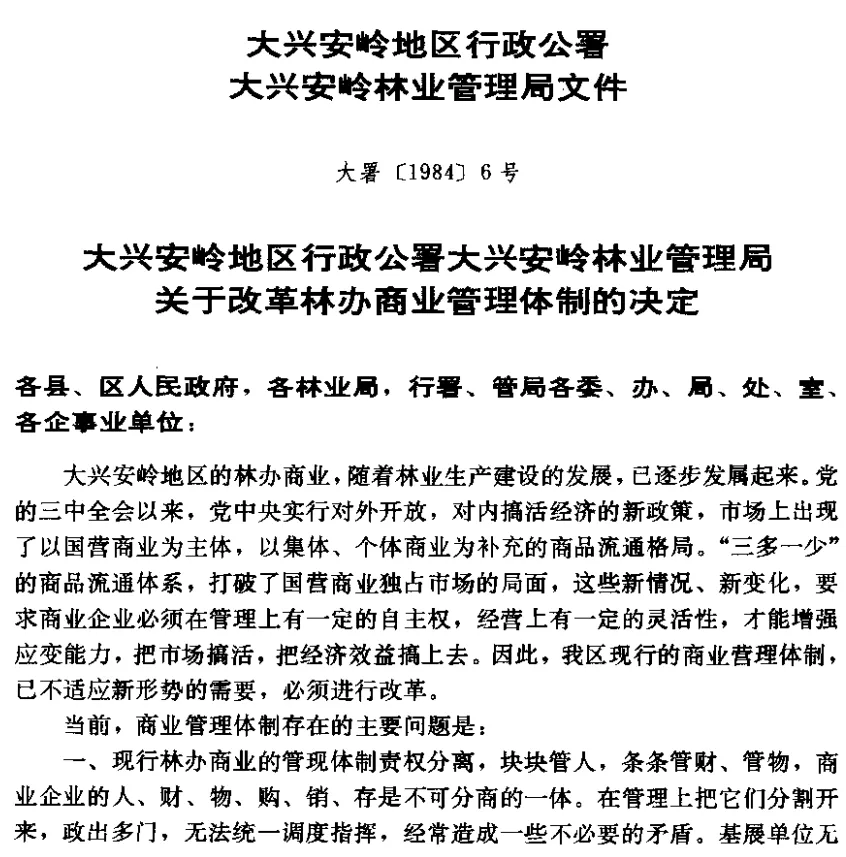 大兴安岭地区行政公署
大兴安岭林业管理局文件
大署〔1984〕6号
大兴安岭地区行政公署大兴安岭林业管理局
关于改革林办商业管理体制的决定
各县、区人民政府，各林业局，行署、管局各委、办、局、处、室、
各企事业单位：
大兴安岭地区的林办商业，随着林业生产建设的发展，已逐步发属起来。党
的三中全会以来，党中央实行对外开放，对内搞活经济的新政策，市场上出现
了以国营商业为主体，以集体、个体商业为补充的商品流通格局。“三多一少”
的商品流通体系，打破了国营商业独占市场的局面，这些新情况、新变化，要
求商业企业必须在管理上有一定的自主权，经营上有一定的灵活性，才能增强
应变能力，把市场搞活，把经济效益搞上去。因此，我区现行的商业营理体制，
已不适应新形势的需要，必须进行改革。
当前，商业管理体制存在的主要问题是：
一、现行林办商业的管现体制责权分离，块块管人，条条管财、管物，商
业企业的人、财、物、购、销、存是不可分商的一体。在管理上把它们分割开
来，政出多门，无法统一调度指挥，经常造成一些不必要的矛盾。基展单位无